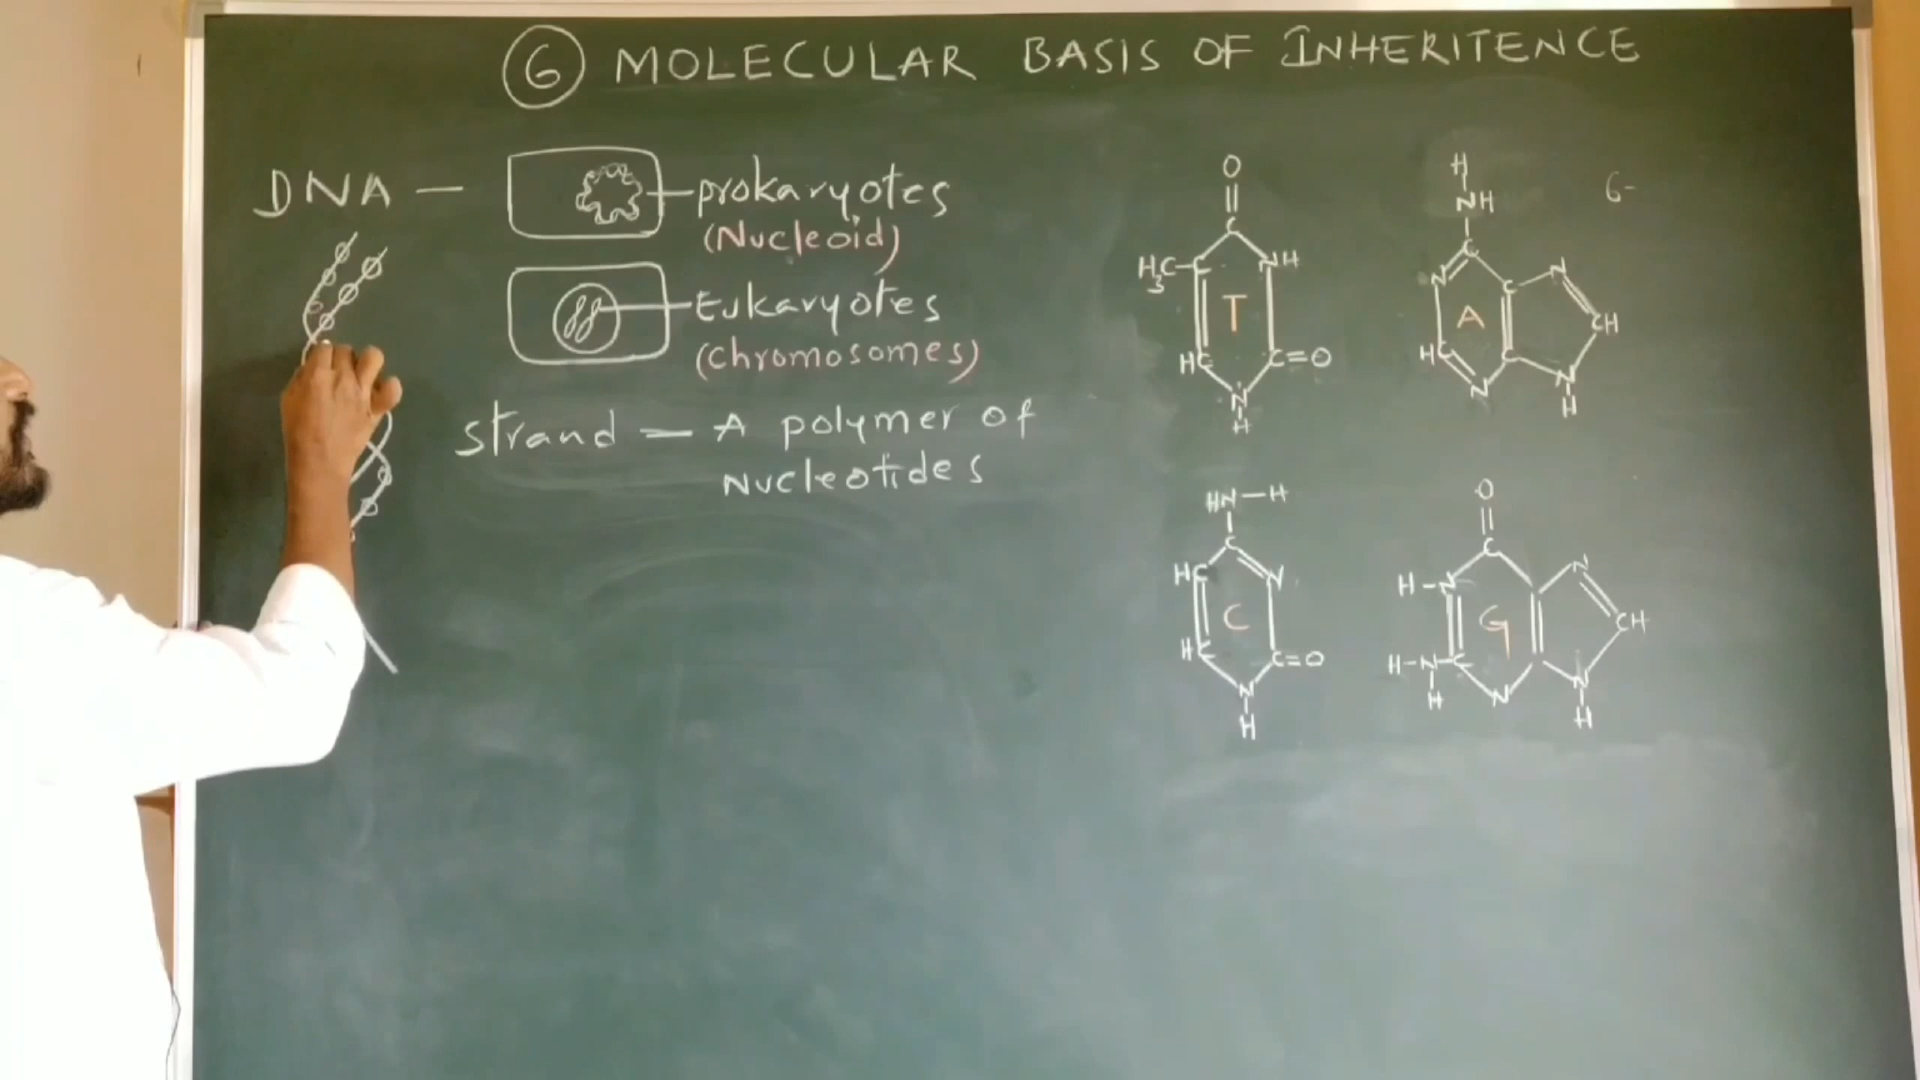 6 MOLECULAR BASIS OF INHERITENCE
DNA — prokaryotes
(Nucleoid)
Eukaryotes
(chromosomes)
strand — A polymer of
Nucleotides
O
C
H3C C NH
T
HC C=O
N
H
H
NH
C
N C N
A CH
HC C N
N H
6-
HN-H
C
HC N
C
HC C=O
N
H
O
C
H-N N
G CH
H-N C N
H N H